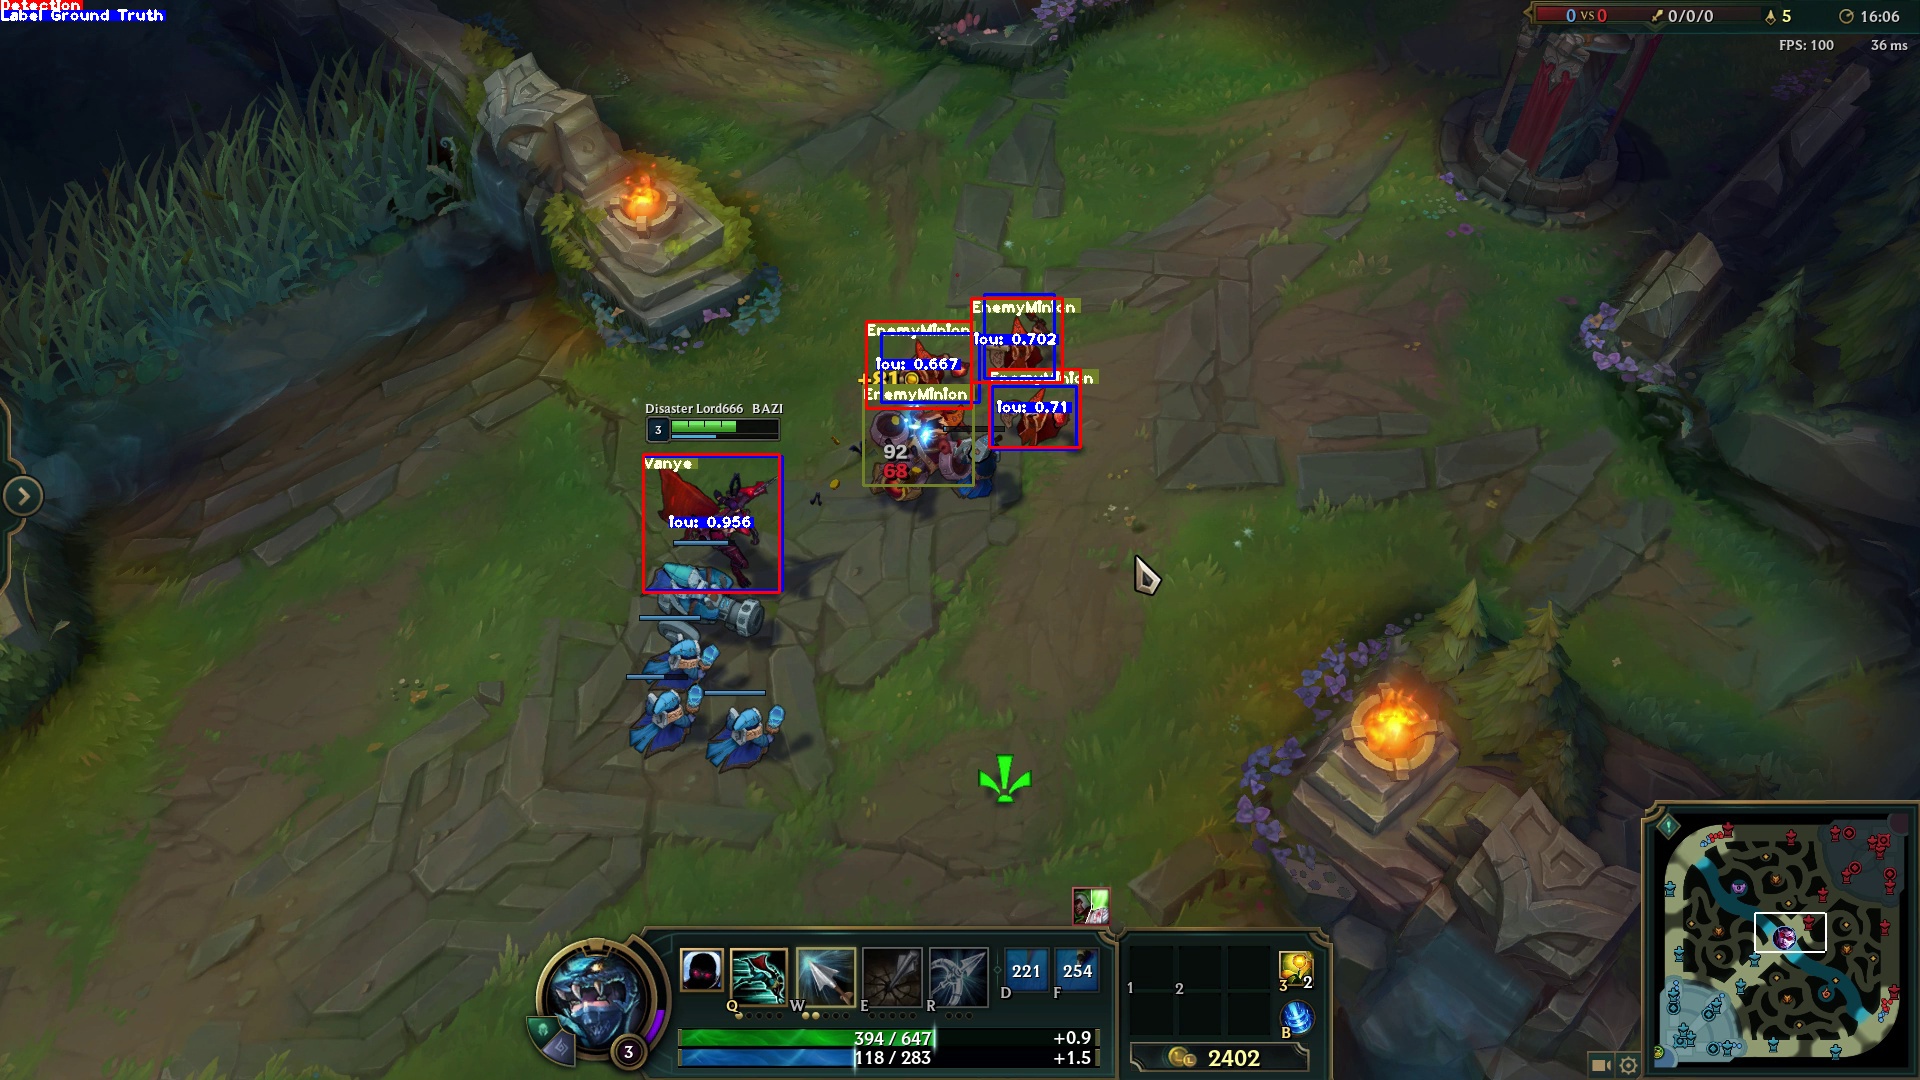 Detection
Label Ground Truth
0 vs 0
0/0/0
5
16:06
FPS: 100
36 ms
EnemyMinion
iou: 0.702
EnemyMinion
iou: 0.667
EnemyMinion
+81
EnemyMinion
iou: 0.71
Disaster Lord666 BAZI
3
92
68
Vanye
iou: 0.956
Q
W
E
R
221
D
254
F
1
2
3
2
B
3
394 / 647
+0.9
118 / 283
+1.5
2402